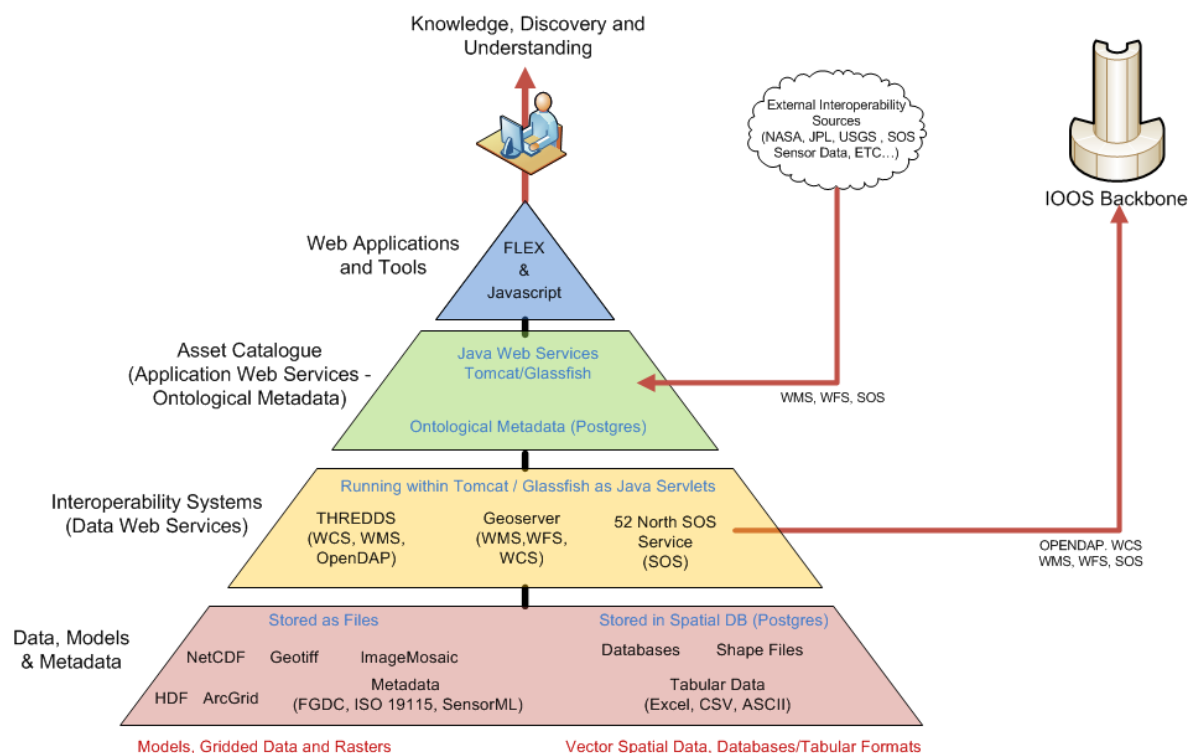 Knowledge, Discovery and
Understanding
External Interoperability
Sources
(NASA, JPL, USGS , SOS
Sensor Data, ETC...)
IOOS Backbone
Web Applications
and Tools
FLEX
&
Javascript
Asset Catalogue
(Application Web Services -
Ontological Metadata)
Java Web Services
Tomcat/Glassfish
Ontological Metadata (Postgres)
WMS, WFS, SOS
Interoperability Systems
(Data Web Services)
Running within Tomcat / Glassfish as Java Servlets
THREDDS
(WCS, WMS,
OpenDAP)
Geoserver
(WMS,WFS,
WCS)
52 North SOS
Service
(SOS)
OPENDAP. WCS
WMS, WFS, SOS
Data, Models
& Metadata
Stored as Files
NetCDF Geotiff ImageMosaic
HDF ArcGrid
Metadata
(FGDC, ISO 19115, SensorML)
Stored in Spatial DB (Postgres)
Databases Shape Files
Tabular Data
(Excel, CSV, ASCII)
Models, Gridded Data and Rasters
Vector Spatial Data, Databases/Tabular Formats